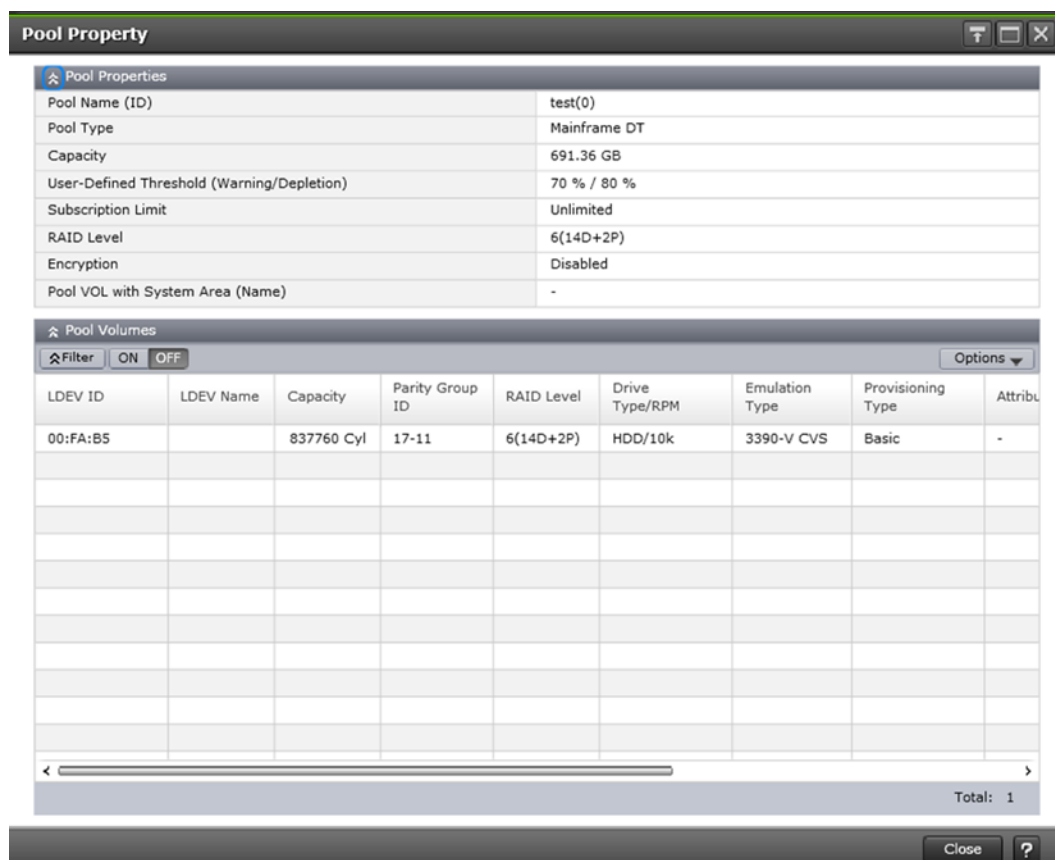 Pool Property
Pool Properties
Pool Name (ID) test(0)
Pool Type Mainframe DT
Capacity 691.36 GB
User-Defined Threshold (Warning/Depletion) 70 % / 80 %
Subscription Limit Unlimited
RAID Level 6(14D+2P)
Encryption Disabled
Pool VOL with System Area (Name) -
Pool Volumes
Filter ON OFF Options
LDEV ID LDEV Name Capacity Parity Group ID RAID Level Drive Type/RPM Emulation Type Provisioning Type Attribu
00:FA:B5 837760 Cyl 17-11 6(14D+2P) HDD/10k 3390-V CVS Basic -
Total: 1
Close ?